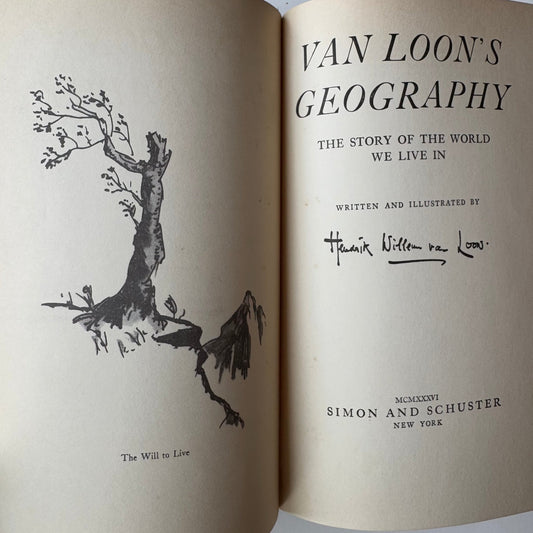 The Will to Live
VAN LOON'S
GEOGRAPHY
THE STORY OF THE WORLD
WE LIVE IN
WRITTEN AND ILLUSTRATED BY
Hendrik Willem van Loon.
MCMXXXVI
SIMON AND SCHUSTER
NEW YORK